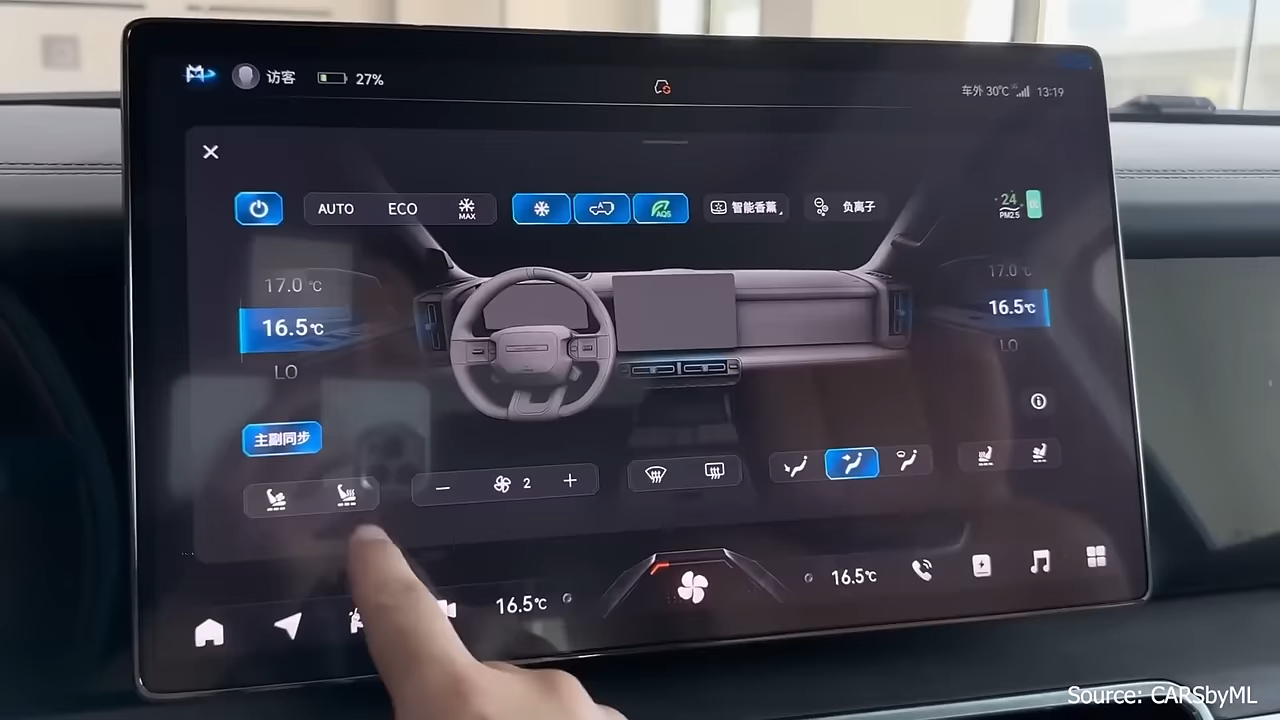 访客 27% 车外 30℃ 13:19
AUTO ECO MAX AQS 智能香薰 负离子 24 PM2.5
17.0 ℃ 17.0 ℃
16.5℃ 16.5℃
LO LO
主副同步
2
16.5℃ 16.5℃
Source: CARSbyML